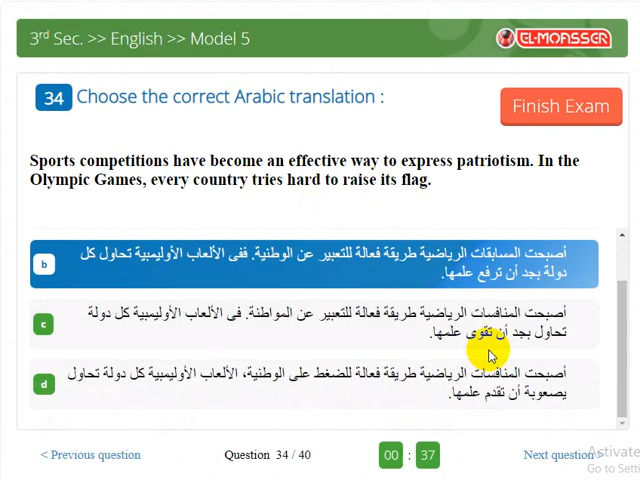 3rd Sec. >> English >> Model 5
EL-MOASSER
34 Choose the correct Arabic translation :
Finish Exam
Sports competitions have become an effective way to express patriotism. In the
Olympic Games, every country tries hard to raise its flag.
b
أصبحت المسابقات الرياضية طريقة فعالة للتعبير عن الوطنية. ففى الألعاب الأوليمبية تحاول كل
دولة بجد أن ترفع علمها.
c
أصبحت المنافسات الرياضية طريقة فعالة للتعبير عن المواطنة. فى الألعاب الأوليمبية كل دولة
تحاول بجد أن تقوى علمها.
d
أصبحت المنافسات الرياضية طريقة فعالة للضغط على الوطنية، الألعاب الأوليمبية كل دولة تحاول
بصعوبة أن تقدم علمها.
< Previous question
Question 34 / 40
00 : 37
Next question >
Activate
Go to Setti